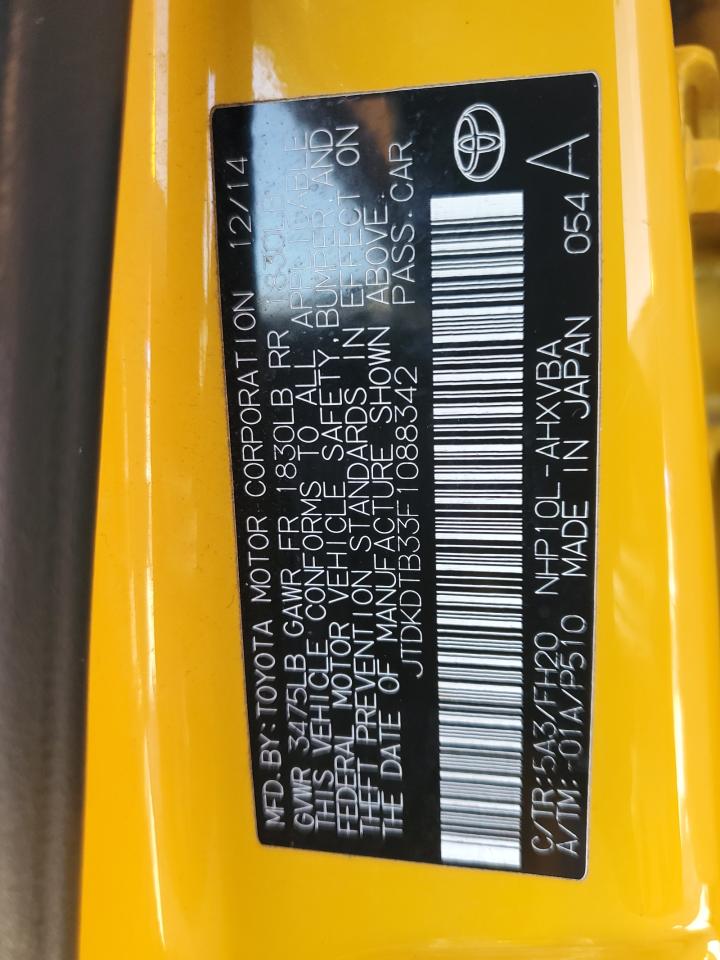 MFD.BY:TOYOTA MOTOR CORPORATION 12/14
GVWR 3475LB GAWR FR 1830LB RR 1830LB
THIS VEHICLE CONFORMS TO ALL APPLICABLE
FEDERAL MOTOR VEHICLE SAFETY,BUMPER,AND
THEFT PREVENTION STANDARDS IN EFFECT ON
THE DATE OF MANUFACTURE SHOWN ABOVE.
JTDKDTB33F1088342 PASS.CAR
C/TR:5A3/FH20 NHP10L-AHXVBA 054
A/TM:-01A/P510 MADE IN JAPAN A